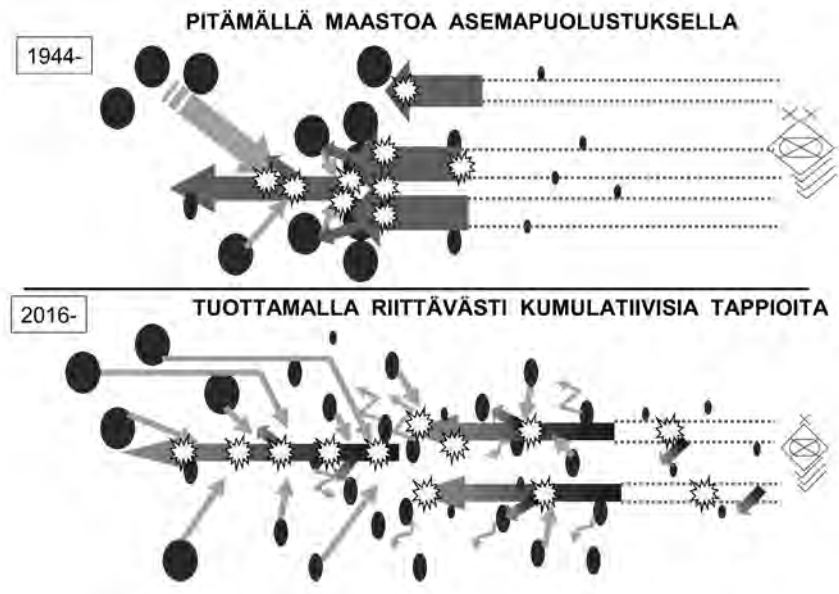 PITÄMÄLLÄ MAASTOA ASEMAPUOLUSTUKSELLA
1944-
2016-
TUOTTAMALLA RIITTÄVÄSTI KUMULATIIVISIA TAPPIOITA